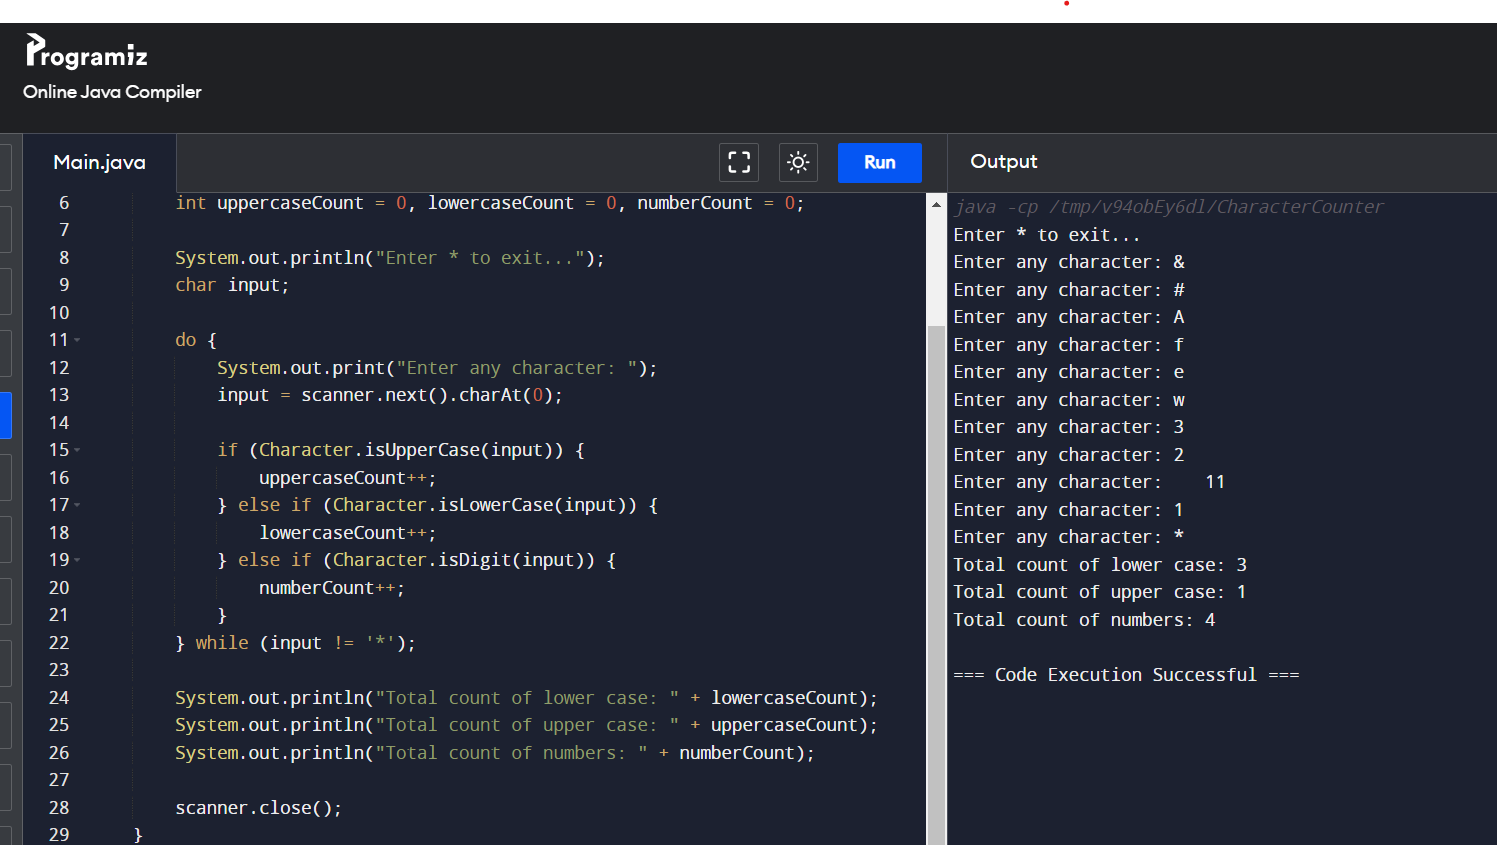 Programiz
Online Java Compiler
Main.java
Run
6 int uppercaseCount = 0, lowercaseCount = 0, numberCount = 0;
7
8 System.out.println("Enter * to exit...");
9 char input;
10
11 do {
12 System.out.print("Enter any character: ");
13 input = scanner.next().charAt(0);
14
15 if (Character.isUpperCase(input)) {
16 uppercaseCount++;
17 } else if (Character.isLowerCase(input)) {
18 lowercaseCount++;
19 } else if (Character.isDigit(input)) {
20 numberCount++;
21 }
22 } while (input != '*');
23
24 System.out.println("Total count of lower case: " + lowercaseCount);
25 System.out.println("Total count of upper case: " + uppercaseCount);
26 System.out.println("Total count of numbers: " + numberCount);
27
28 scanner.close();
29 }
Output
java -cp /tmp/v94obEy6dl/CharacterCounter
Enter * to exit...
Enter any character: &
Enter any character: #
Enter any character: A
Enter any character: f
Enter any character: e
Enter any character: w
Enter any character: 3
Enter any character: 2
Enter any character:    11
Enter any character: 1
Enter any character: *
Total count of lower case: 3
Total count of upper case: 1
Total count of numbers: 4
=== Code Execution Successful ===